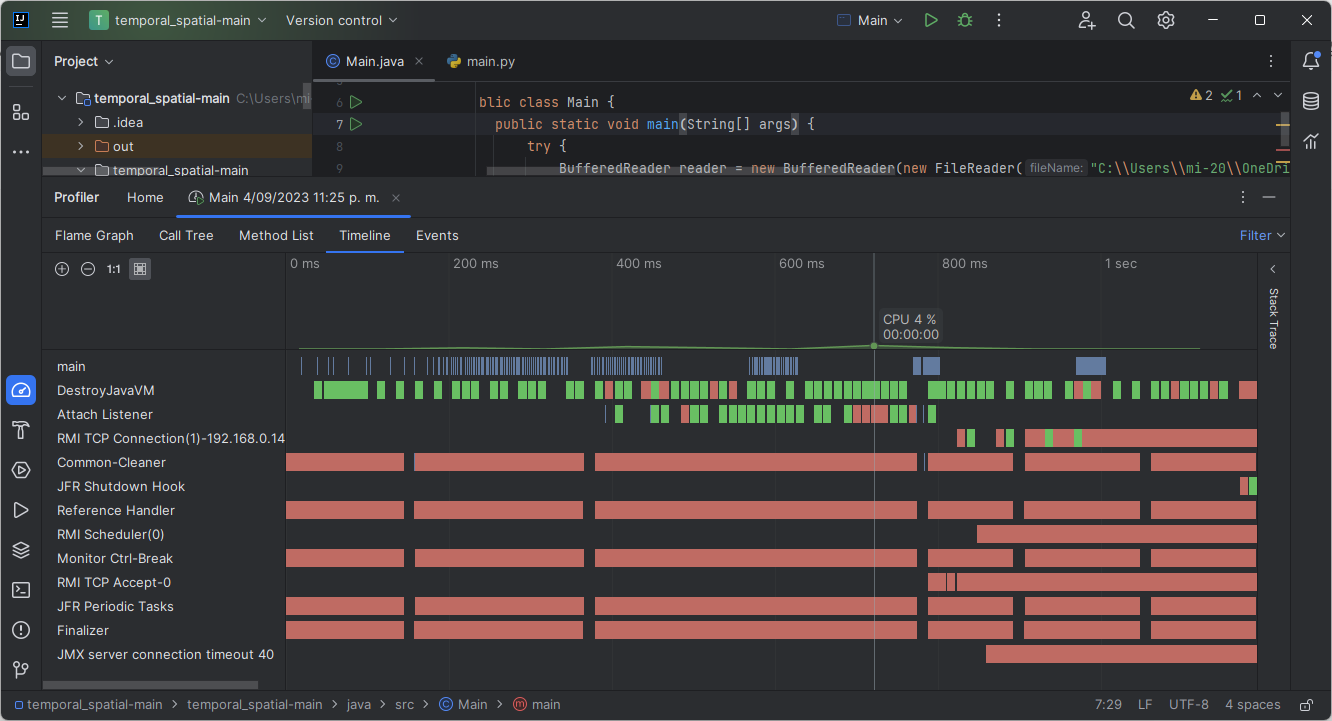 IJ T temporal_spatial-main Version control Main
Project Main.java main.py
temporal_spatial-main C:\Users\mi
6 blic class Main { 2 1
.idea
7 public static void main(String[] args) {
out
8 try {
temporal_spatial-main
9 BufferedReader reader = new BufferedReader(new FileReader( fileName: "C:\\Users\\mi-20\\OneDri
Profiler Home Main 4/09/2023 11:25 p. m.
Flame Graph Call Tree Method List Timeline Events Filter
1:1 0 ms 200 ms 400 ms 600 ms 800 ms 1 sec
Stack Trace
CPU 4 %
00:00:00
main
DestroyJavaVM
Attach Listener
RMI TCP Connection(1)-192.168.0.14
Common-Cleaner
JFR Shutdown Hook
Reference Handler
RMI Scheduler(0)
Monitor Ctrl-Break
RMI TCP Accept-0
JFR Periodic Tasks
Finalizer
JMX server connection timeout 40
temporal_spatial-main temporal_spatial-main java src Main main 7:29 LF UTF-8 4 spaces